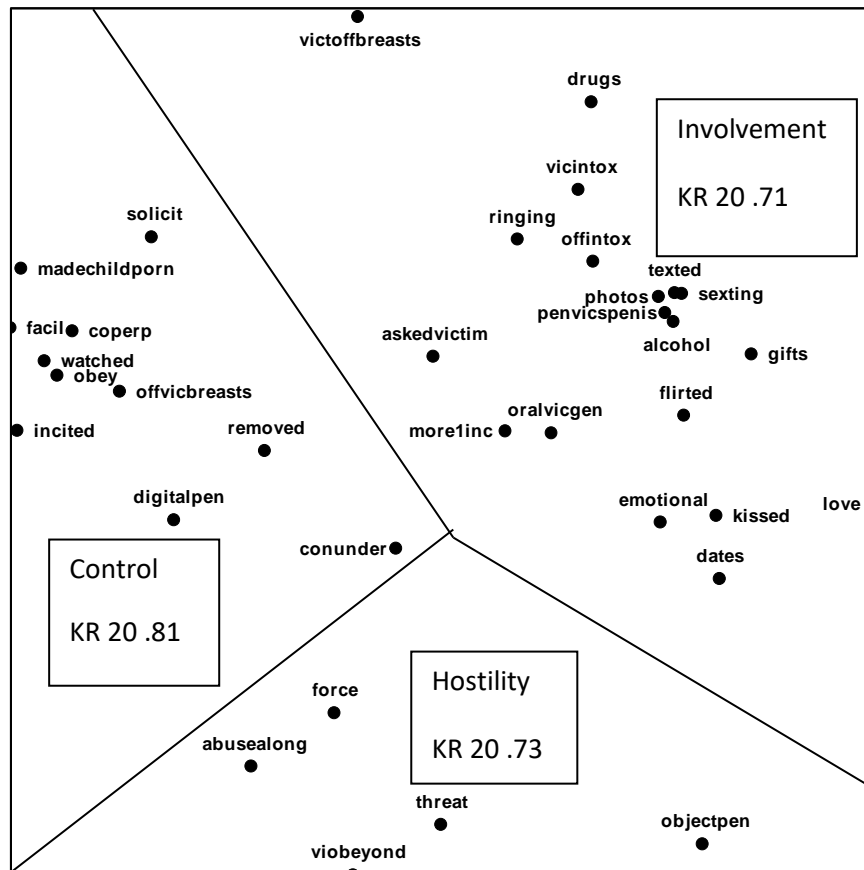 victoffbreasts
drugs
Involvement
KR 20 .71
vicintox
solicit
ringing
offintox
madechildporn
texted
photos
sexting
penvicspenis
facil
coperp
askedvictim
alcohol
gifts
watched
obey
offvicbreasts
flirted
incited
removed
more1inc
oralvicgen
digitalpen
emotional
kissed
love
conunder
dates
Control
KR 20 .81
Hostility
KR 20 .73
force
abusealong
threat
objectpen
viobeyond